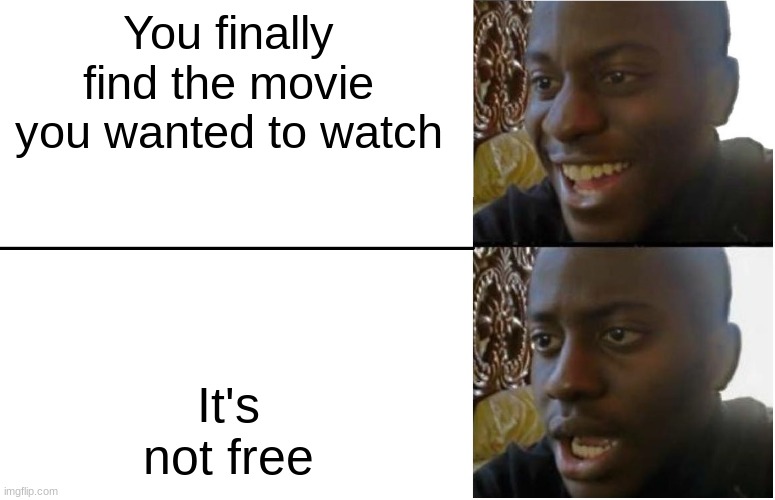 You finally
find the movie
you wanted to watch
It's
not free
imgflip.com